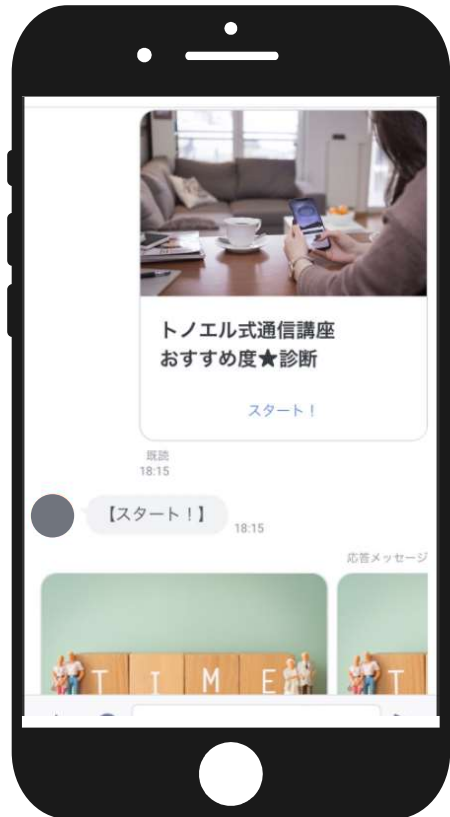 トノエル式通信講座
おすすめ度★診断
スタート！
既読
18:15
【スタート！】
18:15
応答メッセージ
T I M E
T